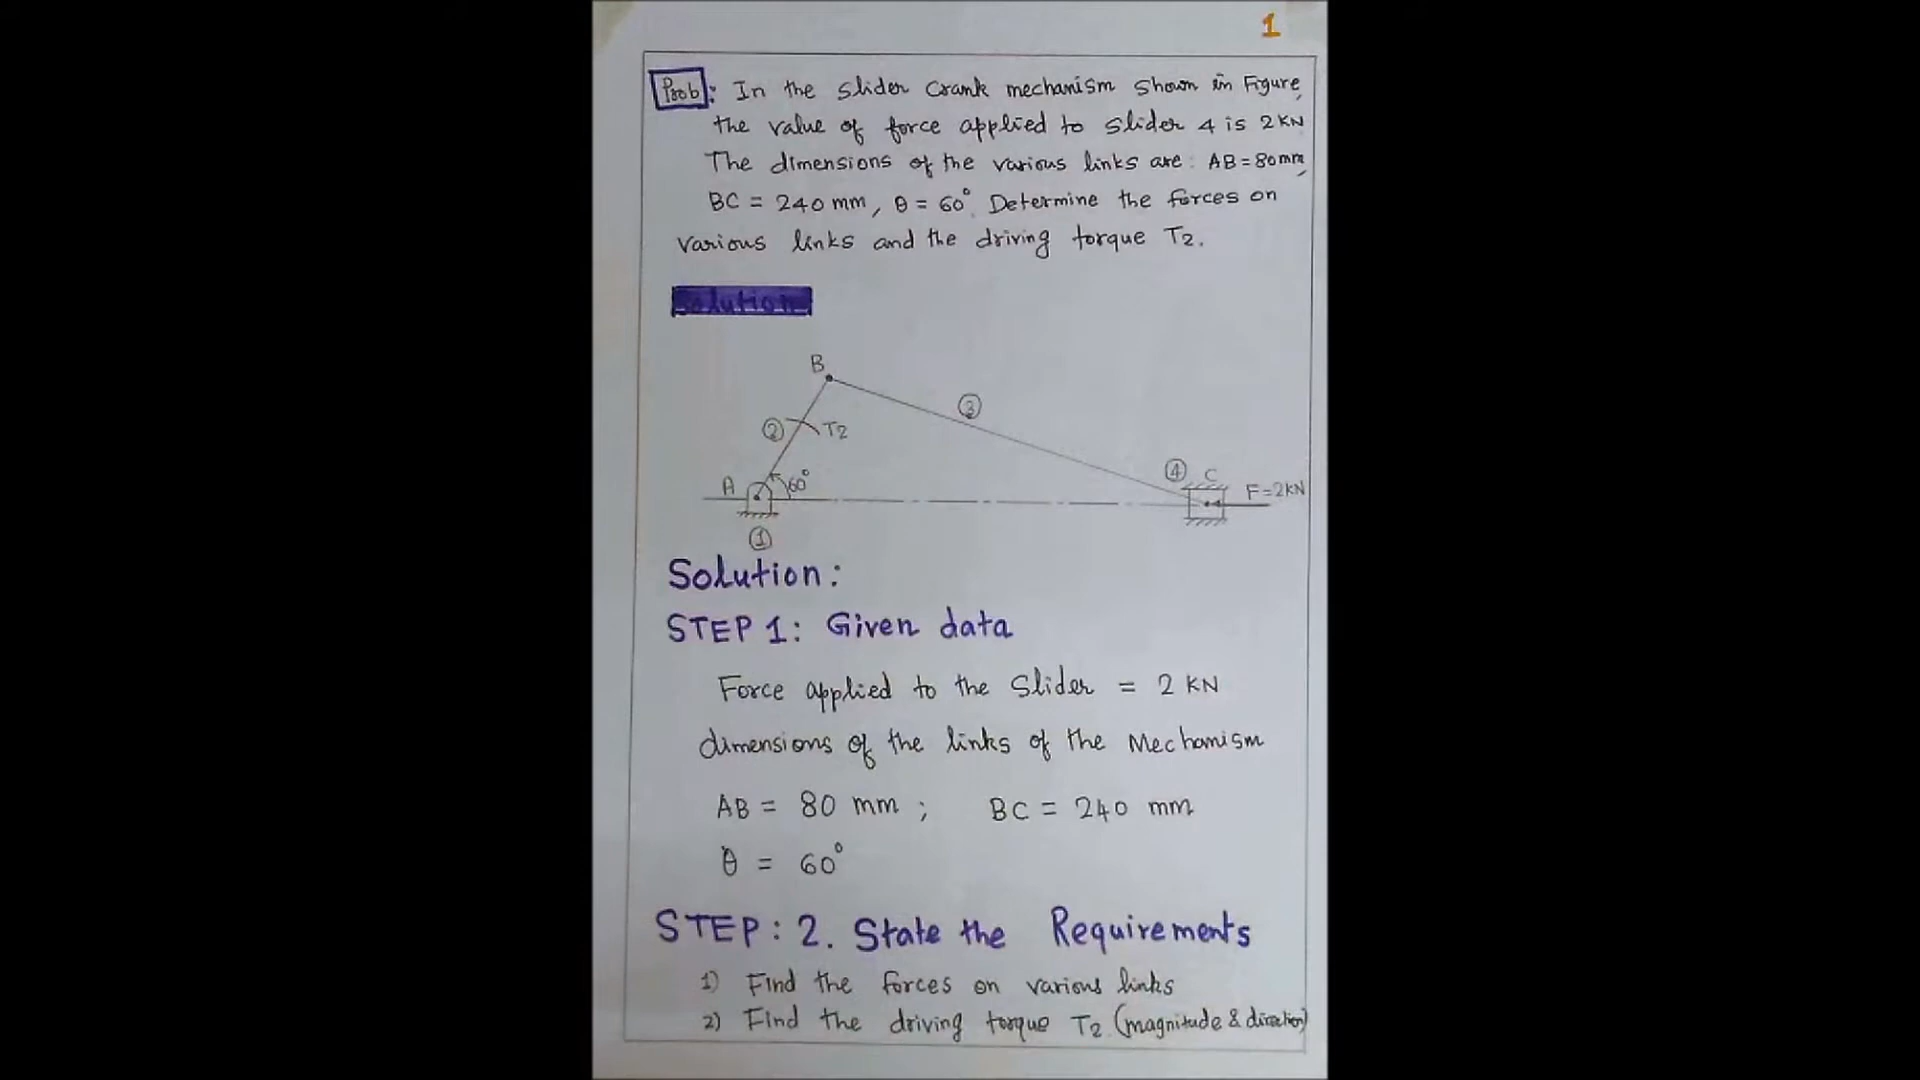 1
Prob: In the slider crank mechanism shown in Figure,
the value of force applied to slider 4 is 2 KN
The dimensions of the various links are: AB = 80 mm,
BC = 240 mm, θ = 60°. Determine the forces on
various links and the driving torque T2.
Solution
B
3
2 T2
4 C
A 60° F=2KN
1
Solution:
STEP 1: Given data
Force applied to the Slider = 2 KN
dimensions of the links of the Mechanism
AB = 80 mm ; BC = 240 mm
θ = 60°
STEP: 2. State the Requirements
1) Find the forces on various links
2) Find the driving torque T2 (magnitude & direction)